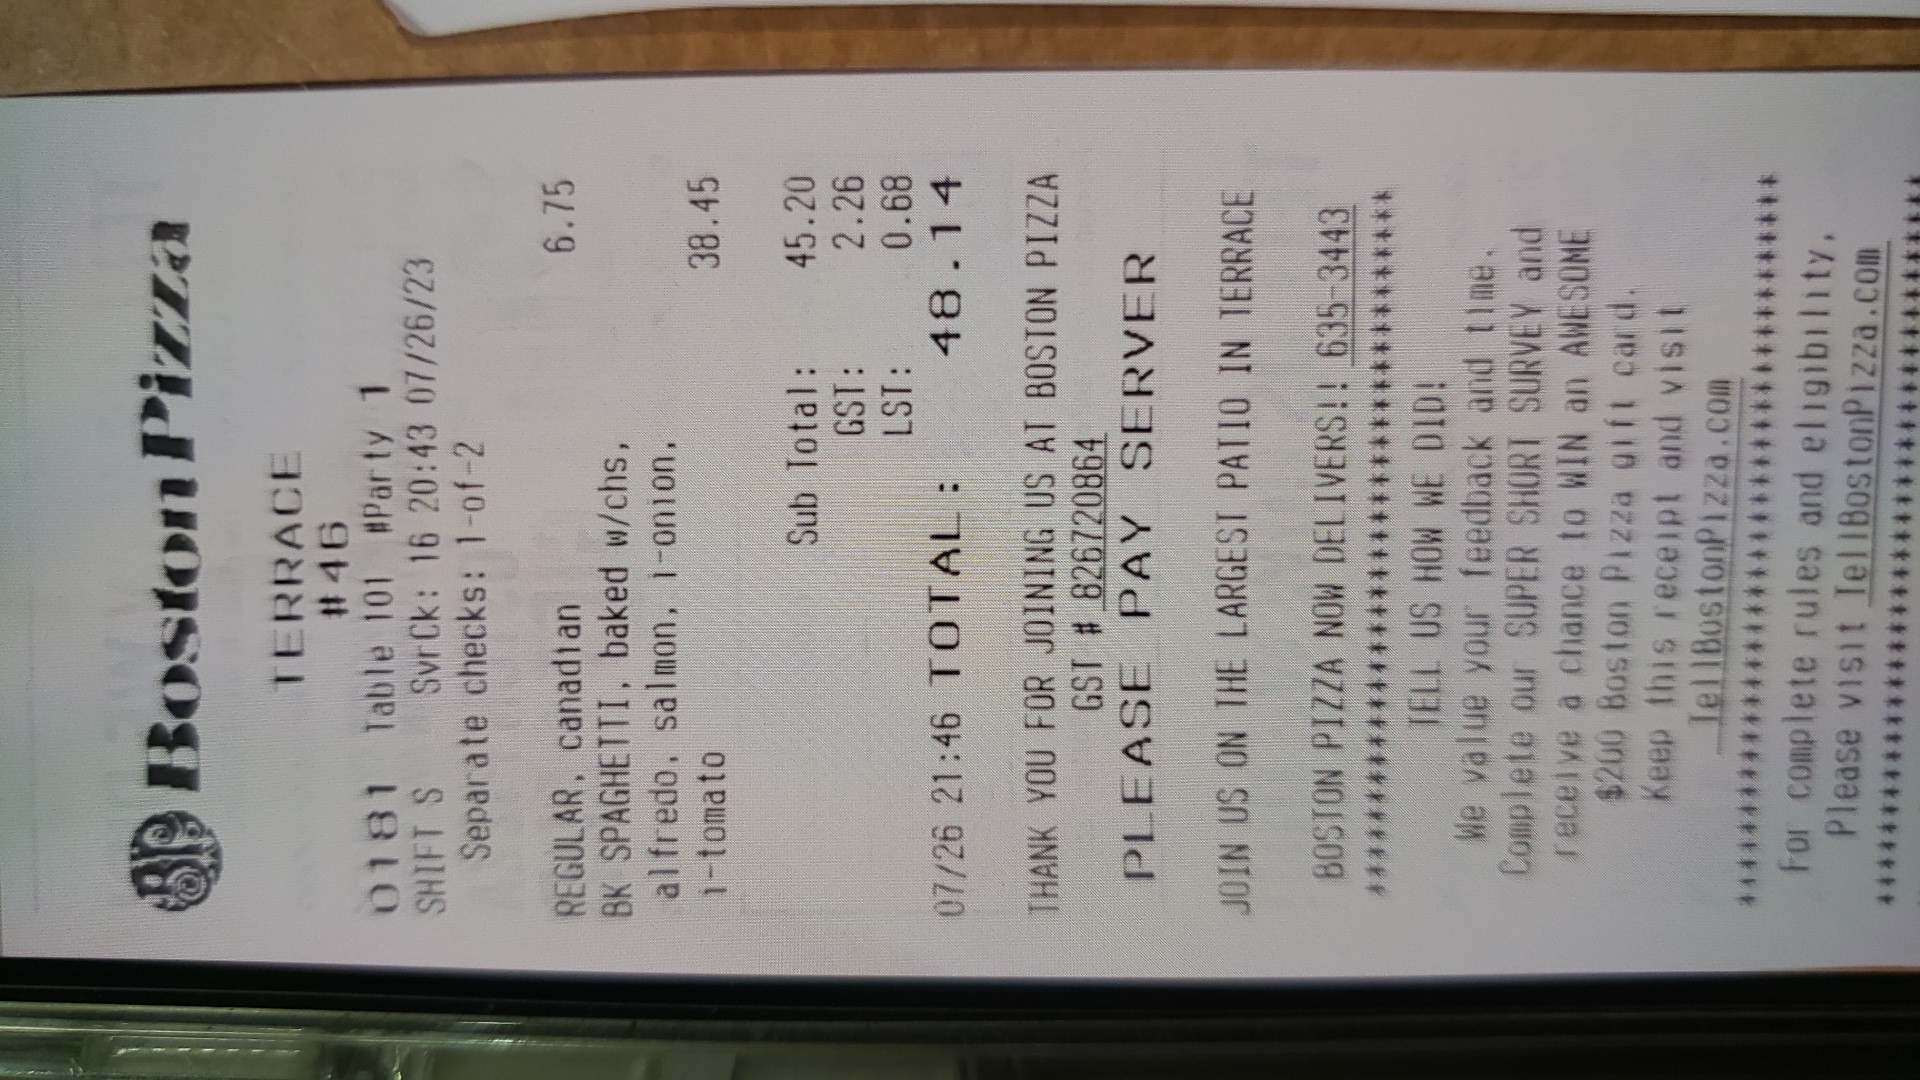 BP Boston Pizza
TERRACE
#46
0181 Table 101 #Party 1
SHIFT S SvrCk: 16 20:43 07/26/23
Separate checks: 1-of-2
REGULAR, canadian 6.75
BK SPAGHETTI, baked w/chs,
alfredo, salmon, i-onion,
i-tomato 38.45
Sub Total: 45.20
GST: 2.26
LST: 0.68
07/26 21:46 TOTAL: 48.14
THANK YOU FOR JOINING US AT BOSTON PIZZA
GST # 826720864
PLEASE PAY SERVER
JOIN US ON THE LARGEST PATIO IN TERRACE
BOSTON PIZZA NOW DELIVERS!! 635-3443
****************************************
TELL US HOW WE DID!
We value your feedback and time.
Complete our SUPER SHORT SURVEY and
receive a chance to WIN an AWESOME
$200 Boston Pizza gift card.
Keep this receipt and visit
TellBostonPizza.com
****************************************
For complete rules and eligibility,
Please visit TellBostonPizza.com
****************************************